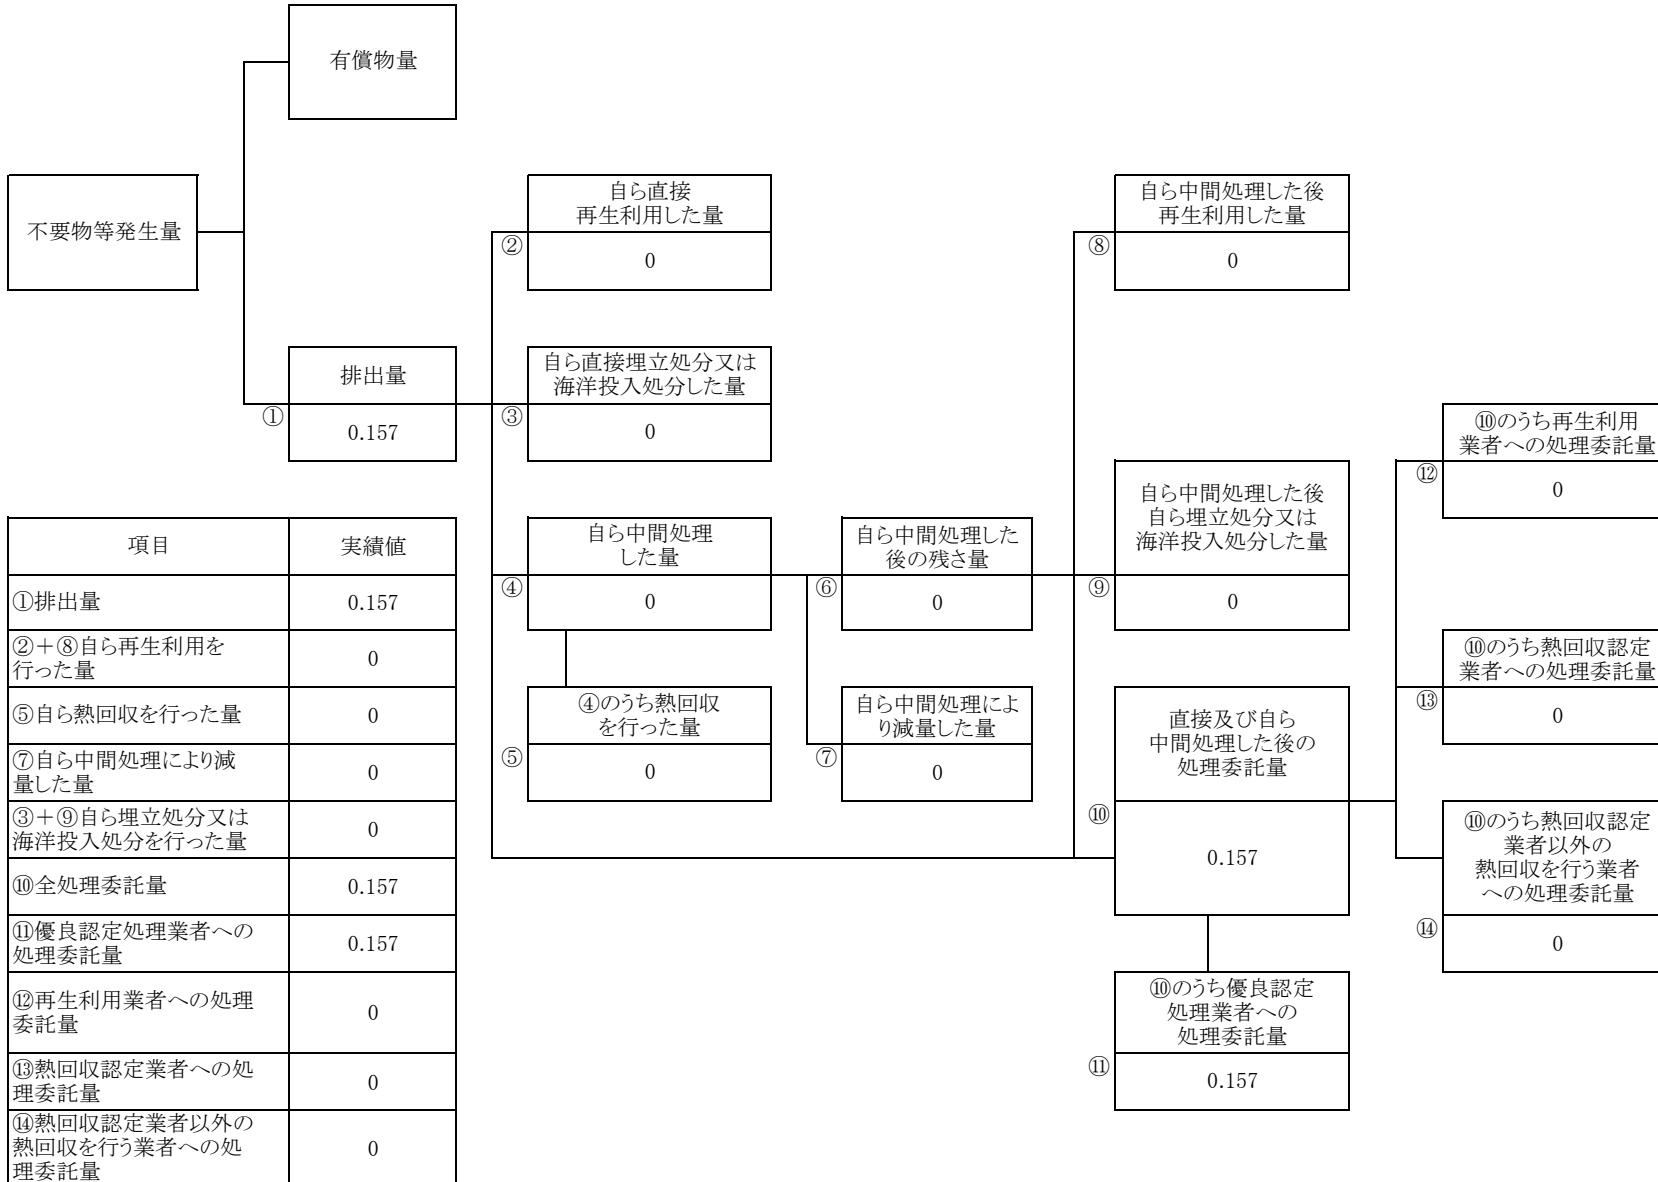 有償物量
不要物等発生量
自ら直接
再生利用した量
②
0
自ら中間処理した後
再生利用した量
⑧
0
排出量
①
0.157
自ら直接埋立処分又は
海洋投入処分した量
③
0
⑩のうち再生利用
業者への処理委託量
⑫
0
自ら中間処理
した量
④
0
自ら中間処理した
後の残さ量
⑥
0
自ら中間処理した後
自ら埋立処分又は
海洋投入処分した量
⑨
0
⑩のうち熱回収認定
業者への処理委託量
⑬
0
④のうち熱回収
を行った量
⑤
0
自ら中間処理によ
り減量した量
⑦
0
直接及び自ら
中間処理した後の
処理委託量
⑩
0.157
⑩のうち熱回収認定
業者以外の
熱回収を行う業者
への処理委託量
⑭
0
⑩のうち優良認定
処理業者への
処理委託量
⑪
0.157
項目
実績値
①排出量
0.157
②＋⑧自ら再生利用を
行った量
0
⑤自ら熱回収を行った量
0
⑦自ら中間処理により減
量した量
0
③＋⑨自ら埋立処分又は
海洋投入処分を行った量
0
⑩全処理委託量
0.157
⑪優良認定処理業者への
処理委託量
0.157
⑫再生利用業者への処理
委託量
0
⑬熱回収認定業者への処
理委託量
0
⑭熱回収認定業者以外の
熱回収を行う業者への処
理委託量
0